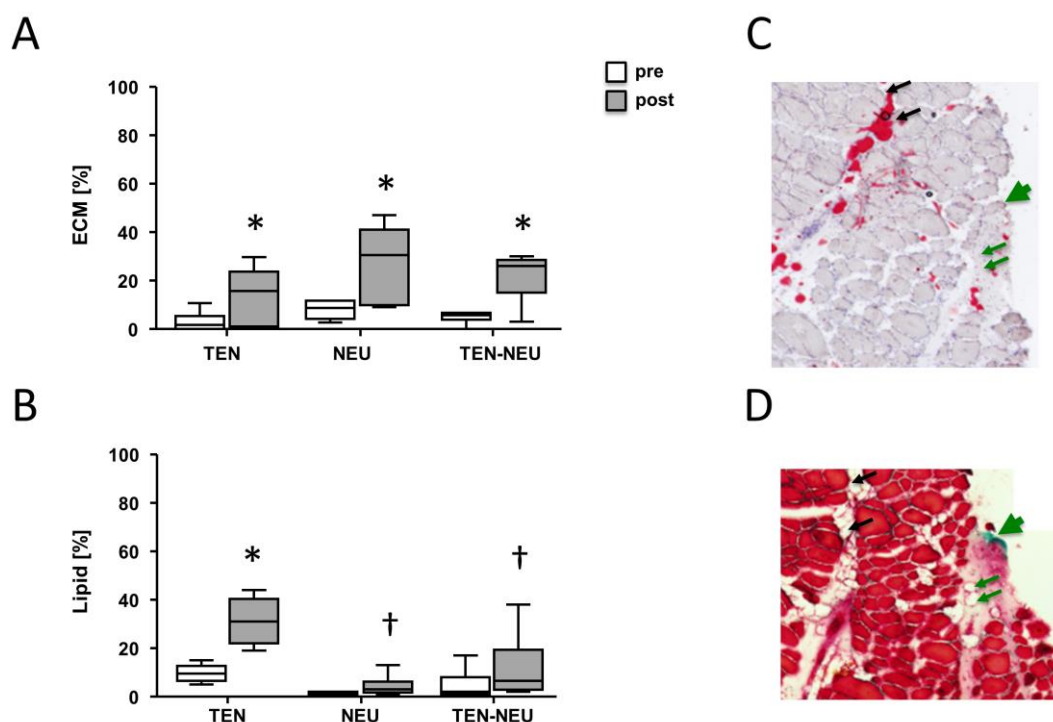 A
C
pre
post
100
80
60
40
20
0
ECM [%]
*
*
*
TEN NEU TEN-NEU
B
D
100
80
60
40
20
0
Lipid [%]
*
†
†
TEN NEU TEN-NEU